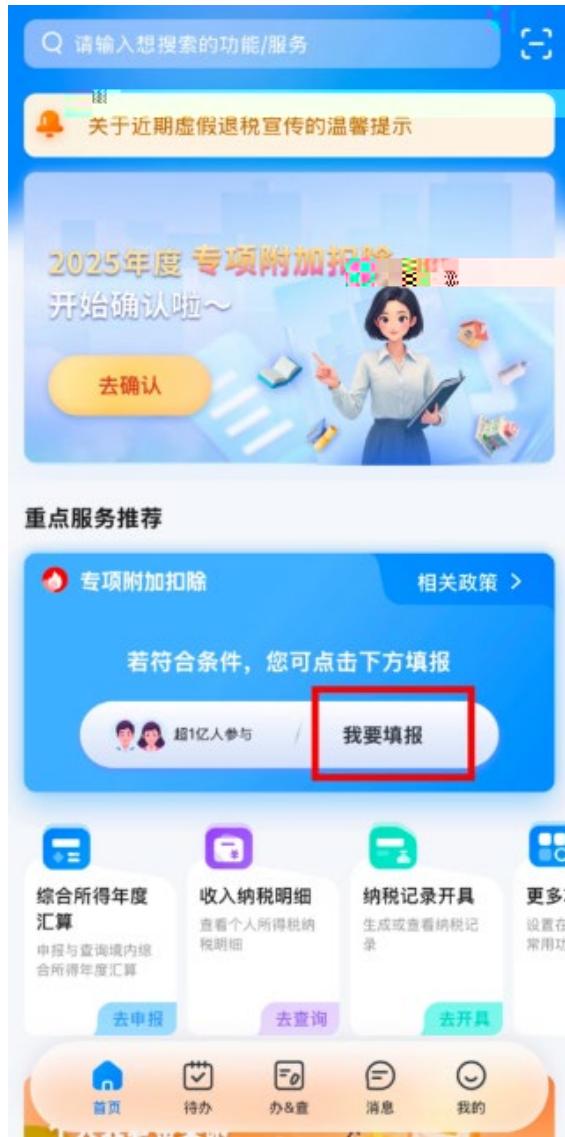 请输入想搜索的功能/服务
关于近期虚假退税宣传的温馨提示
2025年度 专项附加扣除
开始确认啦～
去确认
重点服务推荐
专项附加扣除
相关政策
若符合条件，您可点击下方填报
超1亿人参与
我要填报
综合所得年度
汇算
申报与查询境内综
合所得年度汇算
去申报
收入纳税明细
查看个人所得税纳
税明细
去查询
纳税记录开具
生成或查看纳税记
录
去开具
更多
设置在
常用功
首页
待办
办&查
消息
我的